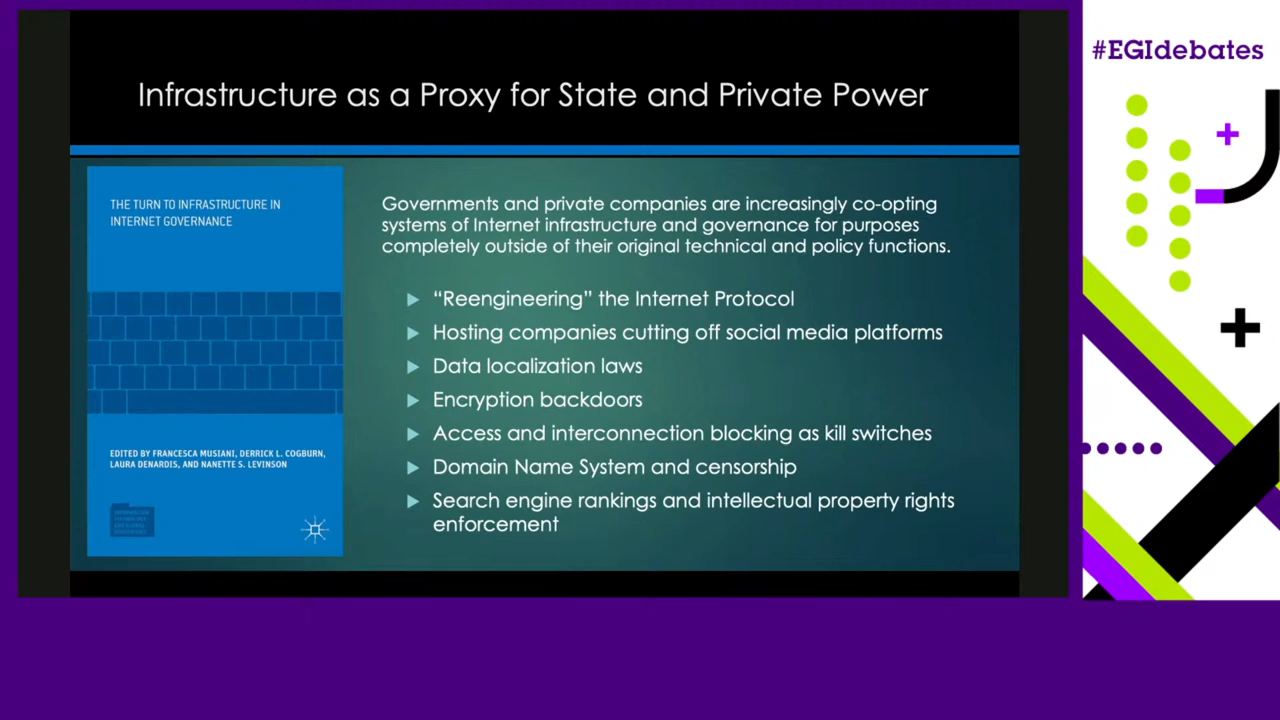 #EGIdebates
Infrastructure as a Proxy for State and Private Power
THE TURN TO INFRASTRUCTURE IN
INTERNET GOVERNANCE
EDITED BY FRANCESCA MUSIANI, DERRICK L. COGBURN,
LAURA DENARDIS, AND NANETTE S. LEVINSON
Governments and private companies are increasingly co-opting
systems of Internet infrastructure and governance for purposes
completely outside of their original technical and policy functions.
“Reengineering” the Internet Protocol
Hosting companies cutting off social media platforms
Data localization laws
Encryption backdoors
Access and interconnection blocking as kill switches
Domain Name System and censorship
Search engine rankings and intellectual property rights
enforcement